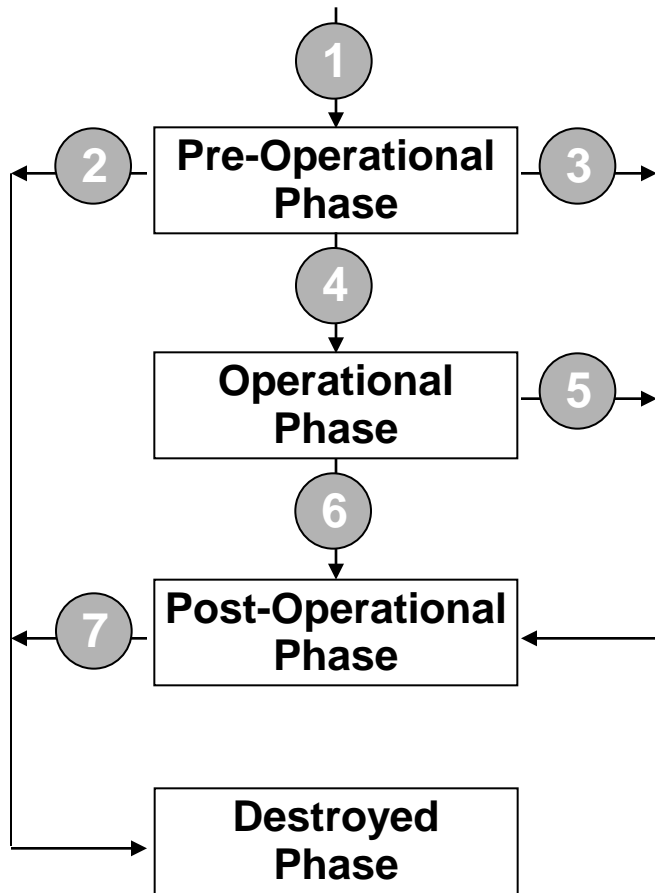 1
2
Pre-Operational
Phase
3
4
Operational
Phase
5
6
Post-Operational
Phase
7
Destroyed
Phase